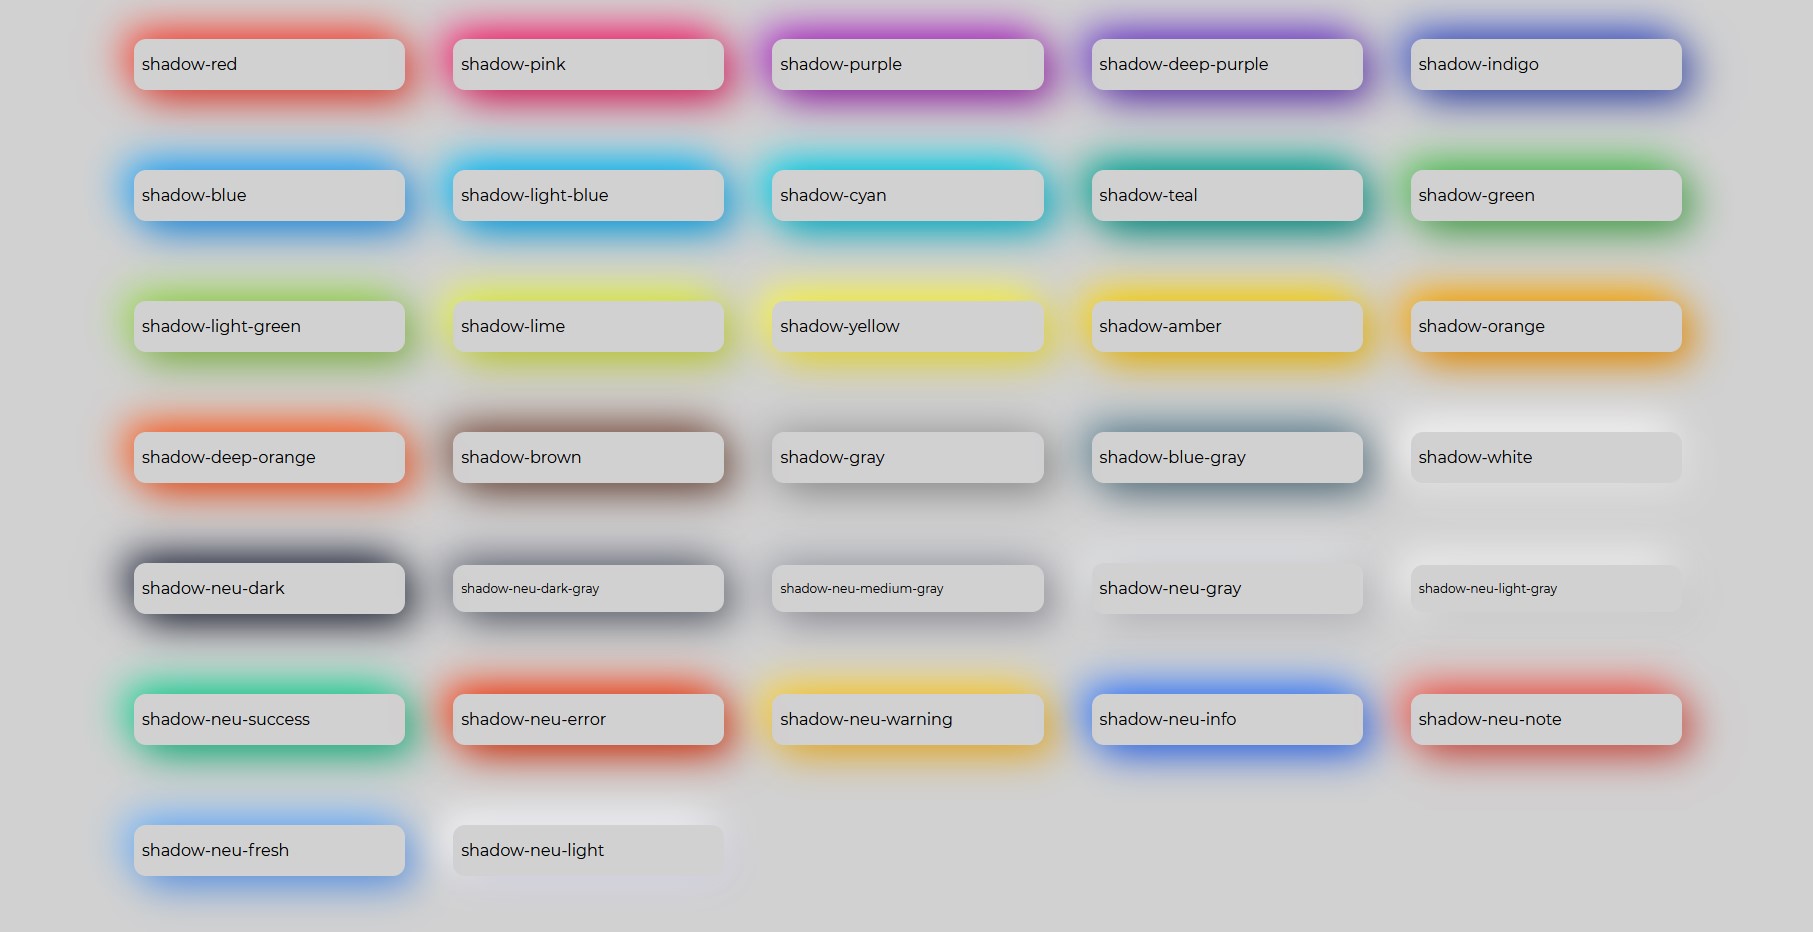 shadow-red
shadow-pink
shadow-purple
shadow-deep-purple
shadow-indigo
shadow-blue
shadow-light-blue
shadow-cyan
shadow-teal
shadow-green
shadow-light-green
shadow-lime
shadow-yellow
shadow-amber
shadow-orange
shadow-deep-orange
shadow-brown
shadow-gray
shadow-blue-gray
shadow-white
shadow-neu-dark
shadow-neu-dark-gray
shadow-neu-medium-gray
shadow-neu-gray
shadow-neu-light-gray
shadow-neu-success
shadow-neu-error
shadow-neu-warning
shadow-neu-info
shadow-neu-note
shadow-neu-fresh
shadow-neu-light